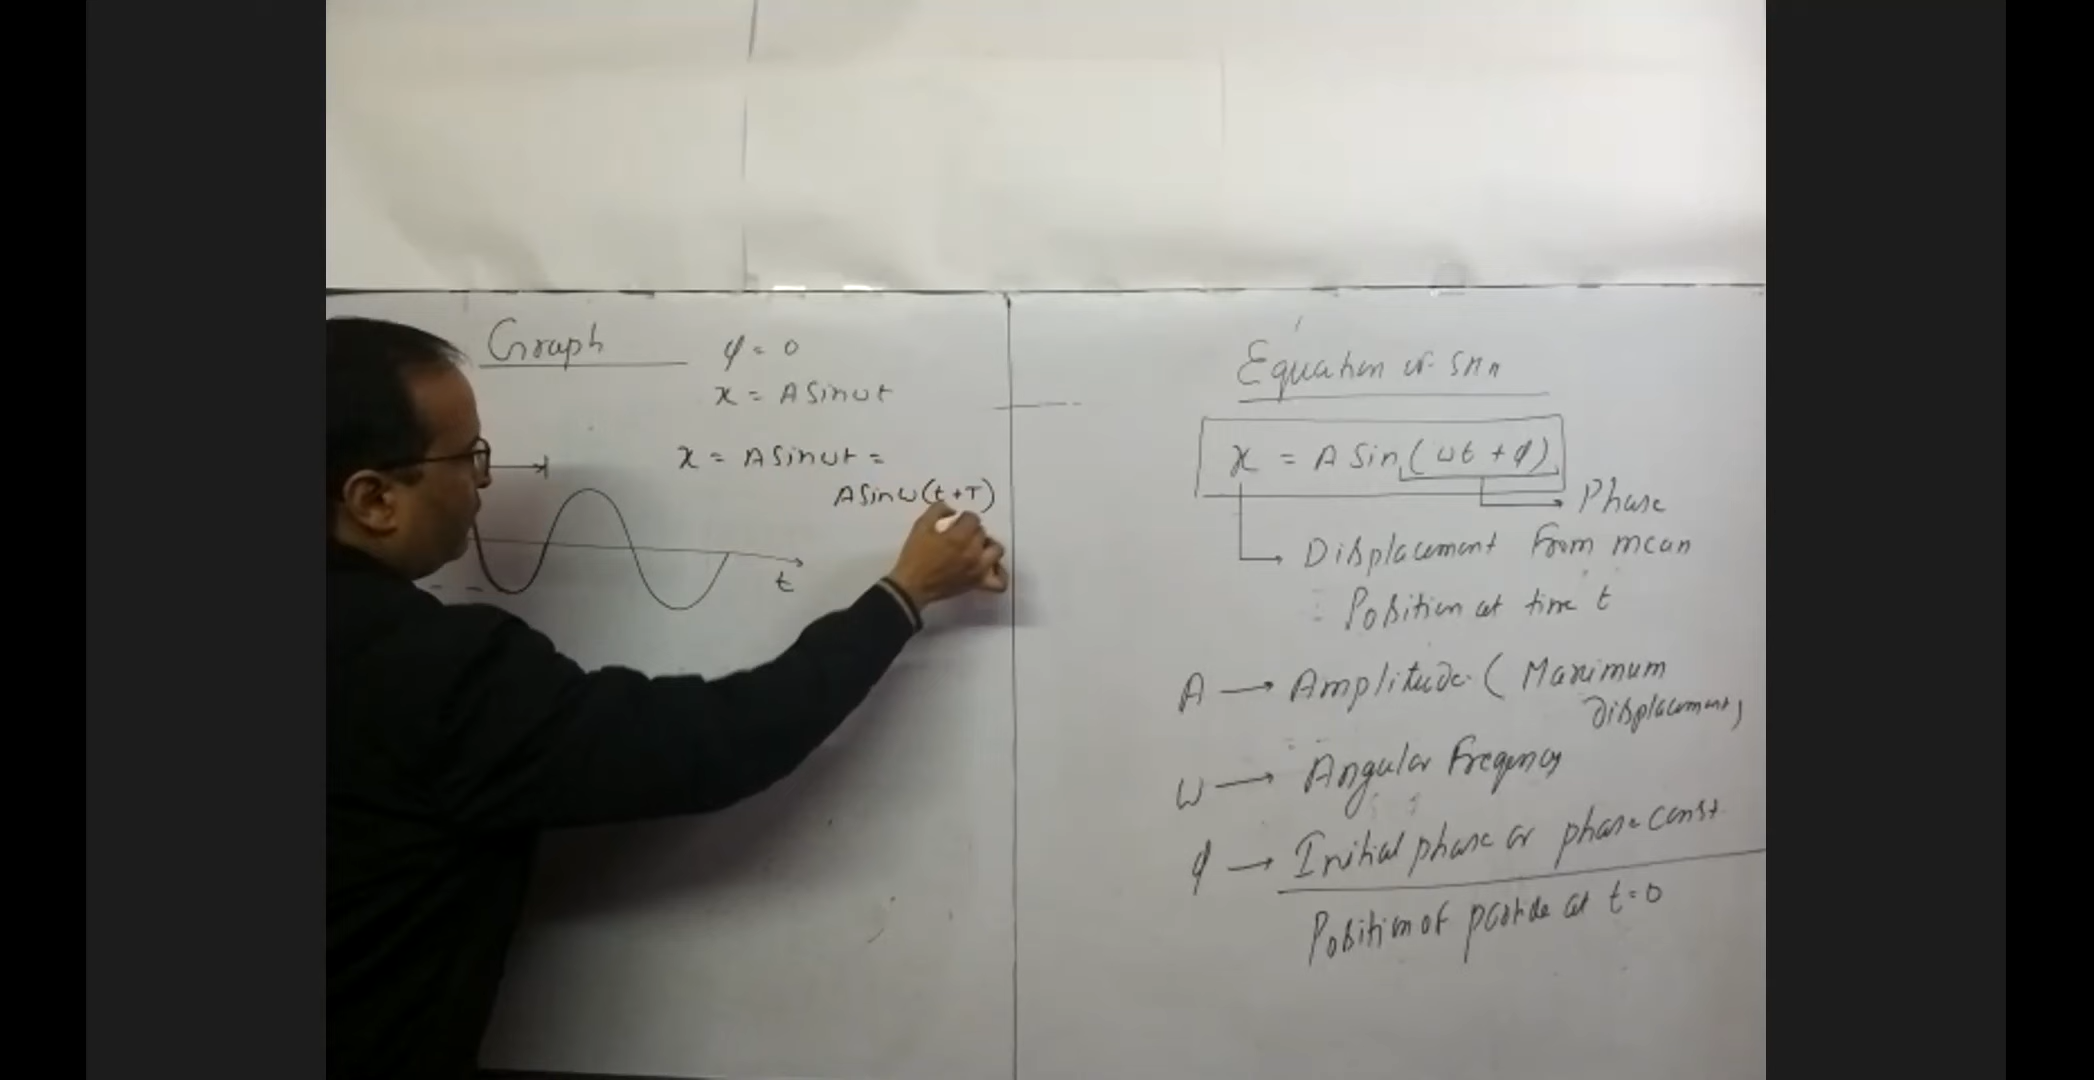 Graph
φ = 0
x = A Sinωt
x = A Sinωt =
A Sinω(t+T)
t
Equation of SHM
x = A Sin(ωt + φ)
Phase
Displacement From mean
Position at time t
A → Amplitude (Maximum
Displacement)
ω → Angular Freqency
φ → Initial phase or phase const
Position of particle at t=0